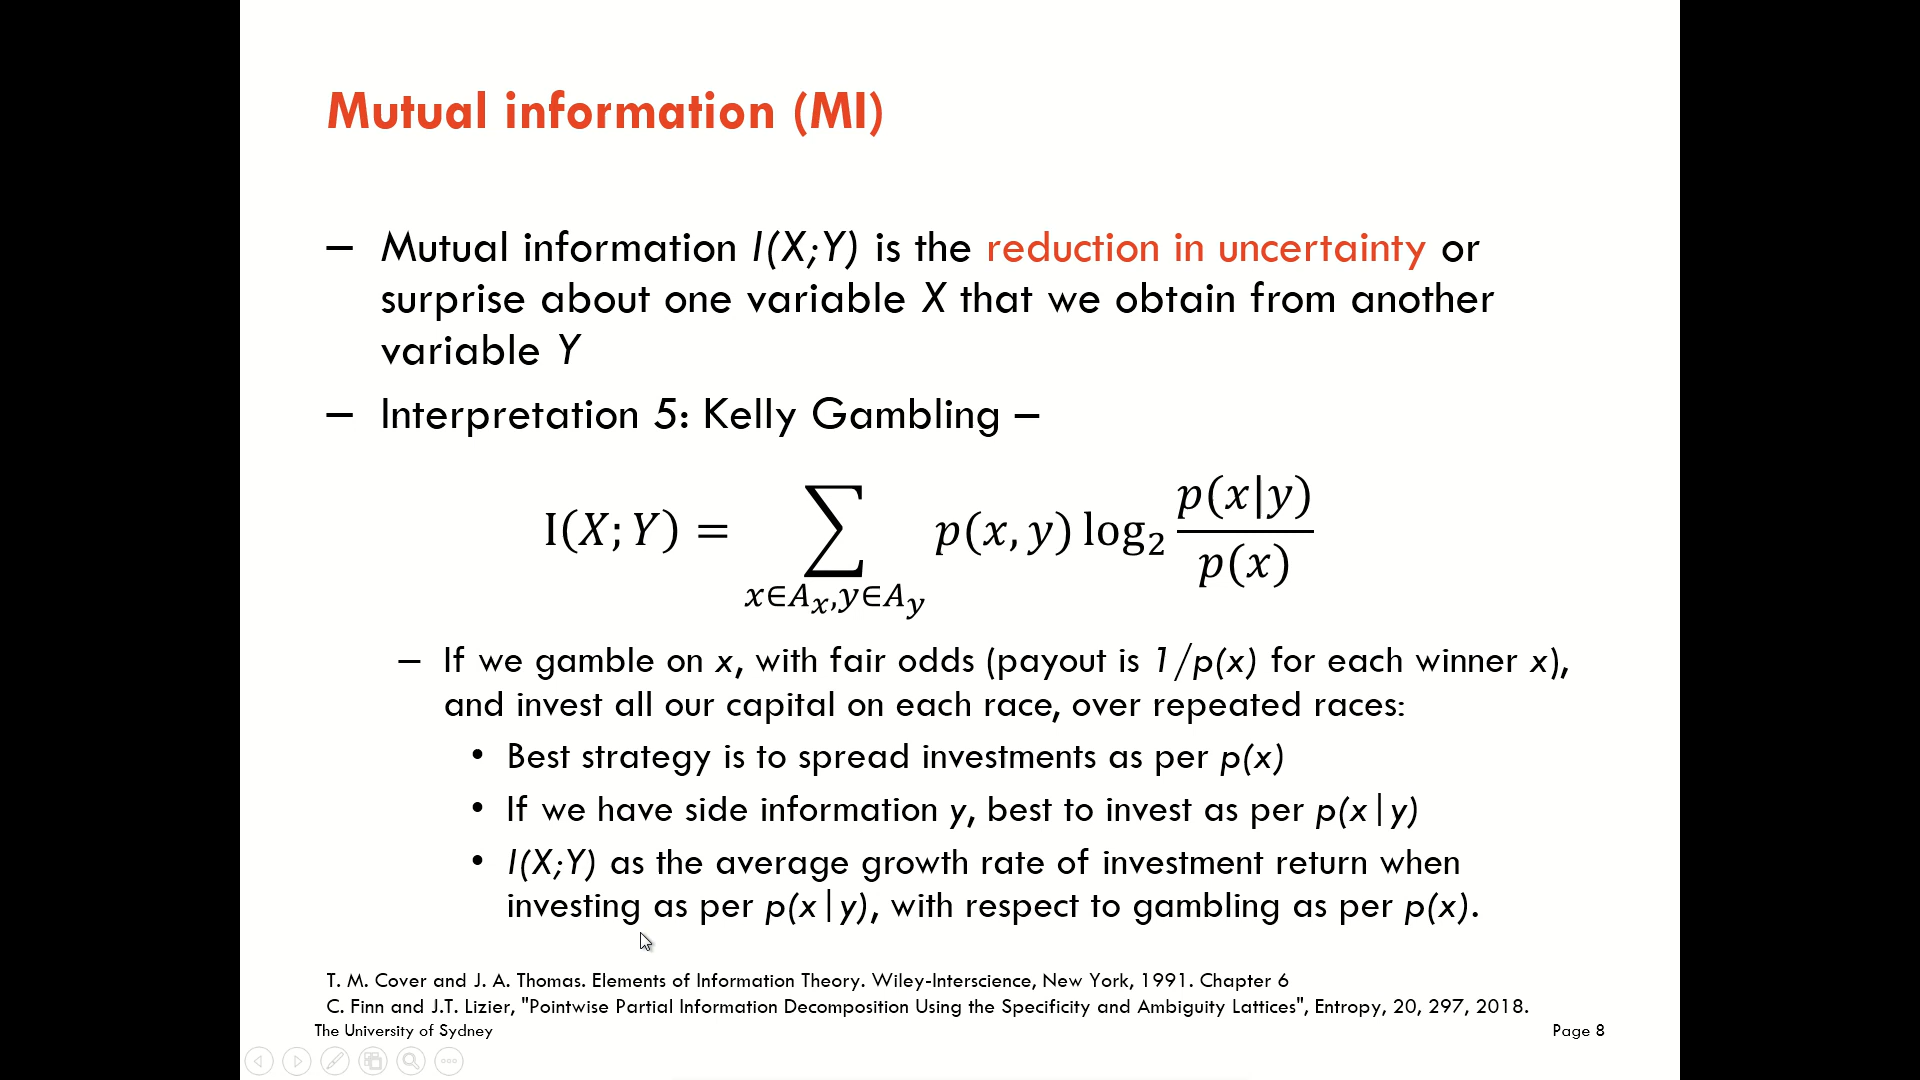 Mutual information (MI)
– Mutual information I(X;Y) is the reduction in uncertainty or
surprise about one variable X that we obtain from another
variable Y
– Interpretation 5: Kelly Gambling –
I(X; Y) = ∑ p(x, y) log₂ p(x|y) / p(x)
x∈Aₓ,y∈A_y
– If we gamble on x, with fair odds (payout is 1/p(x) for each winner x),
and invest all our capital on each race, over repeated races:
• Best strategy is to spread investments as per p(x)
• If we have side information y, best to invest as per p(x|y)
• I(X;Y) as the average growth rate of investment return when
investing as per p(x|y), with respect to gambling as per p(x).
T. M. Cover and J. A. Thomas. Elements of Information Theory. Wiley-Interscience, New York, 1991. Chapter 6
C. Finn and J.T. Lizier, "Pointwise Partial Information Decomposition Using the Specificity and Ambiguity Lattices", Entropy, 20, 297, 2018.
The University of Sydney
Page 8